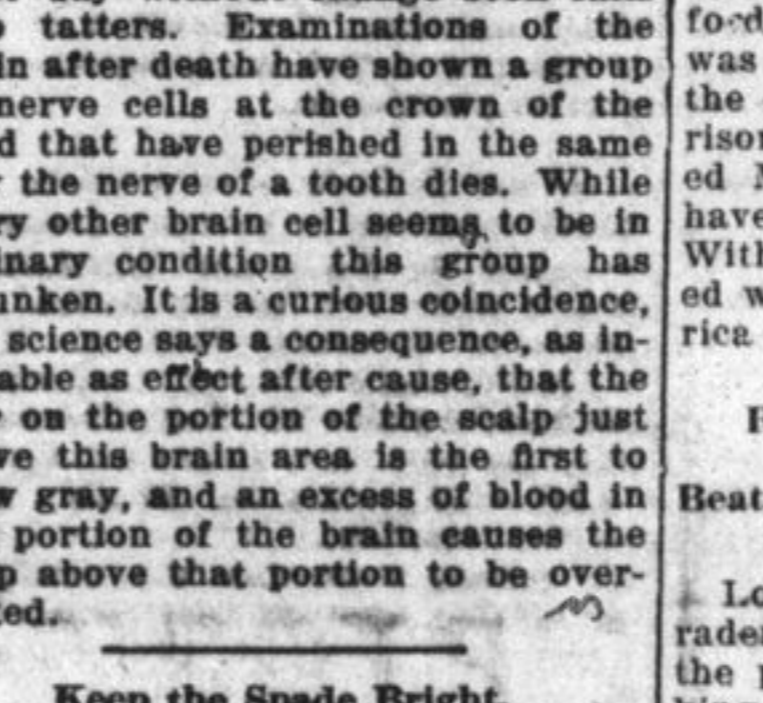 tatters. Examinations of the
in after death have shown a group
nerve cells at the crown of the
d that have perished in the same
the nerve of a tooth dies. While
ry other brain cell seems to be in
inary condition this group has
unken. It is a curious coincidence,
science says a consequence, as in-
able as effect after cause, that the
on the portion of the scalp just
ve this brain area is the first to
w gray, and an excess of blood in
portion of the brain causes the
p above that portion to be over-
ed.
Keep the Spade Bright.
was
the
risor
ed
have
With
ed w
rica
Beat
Lo
rader
the p